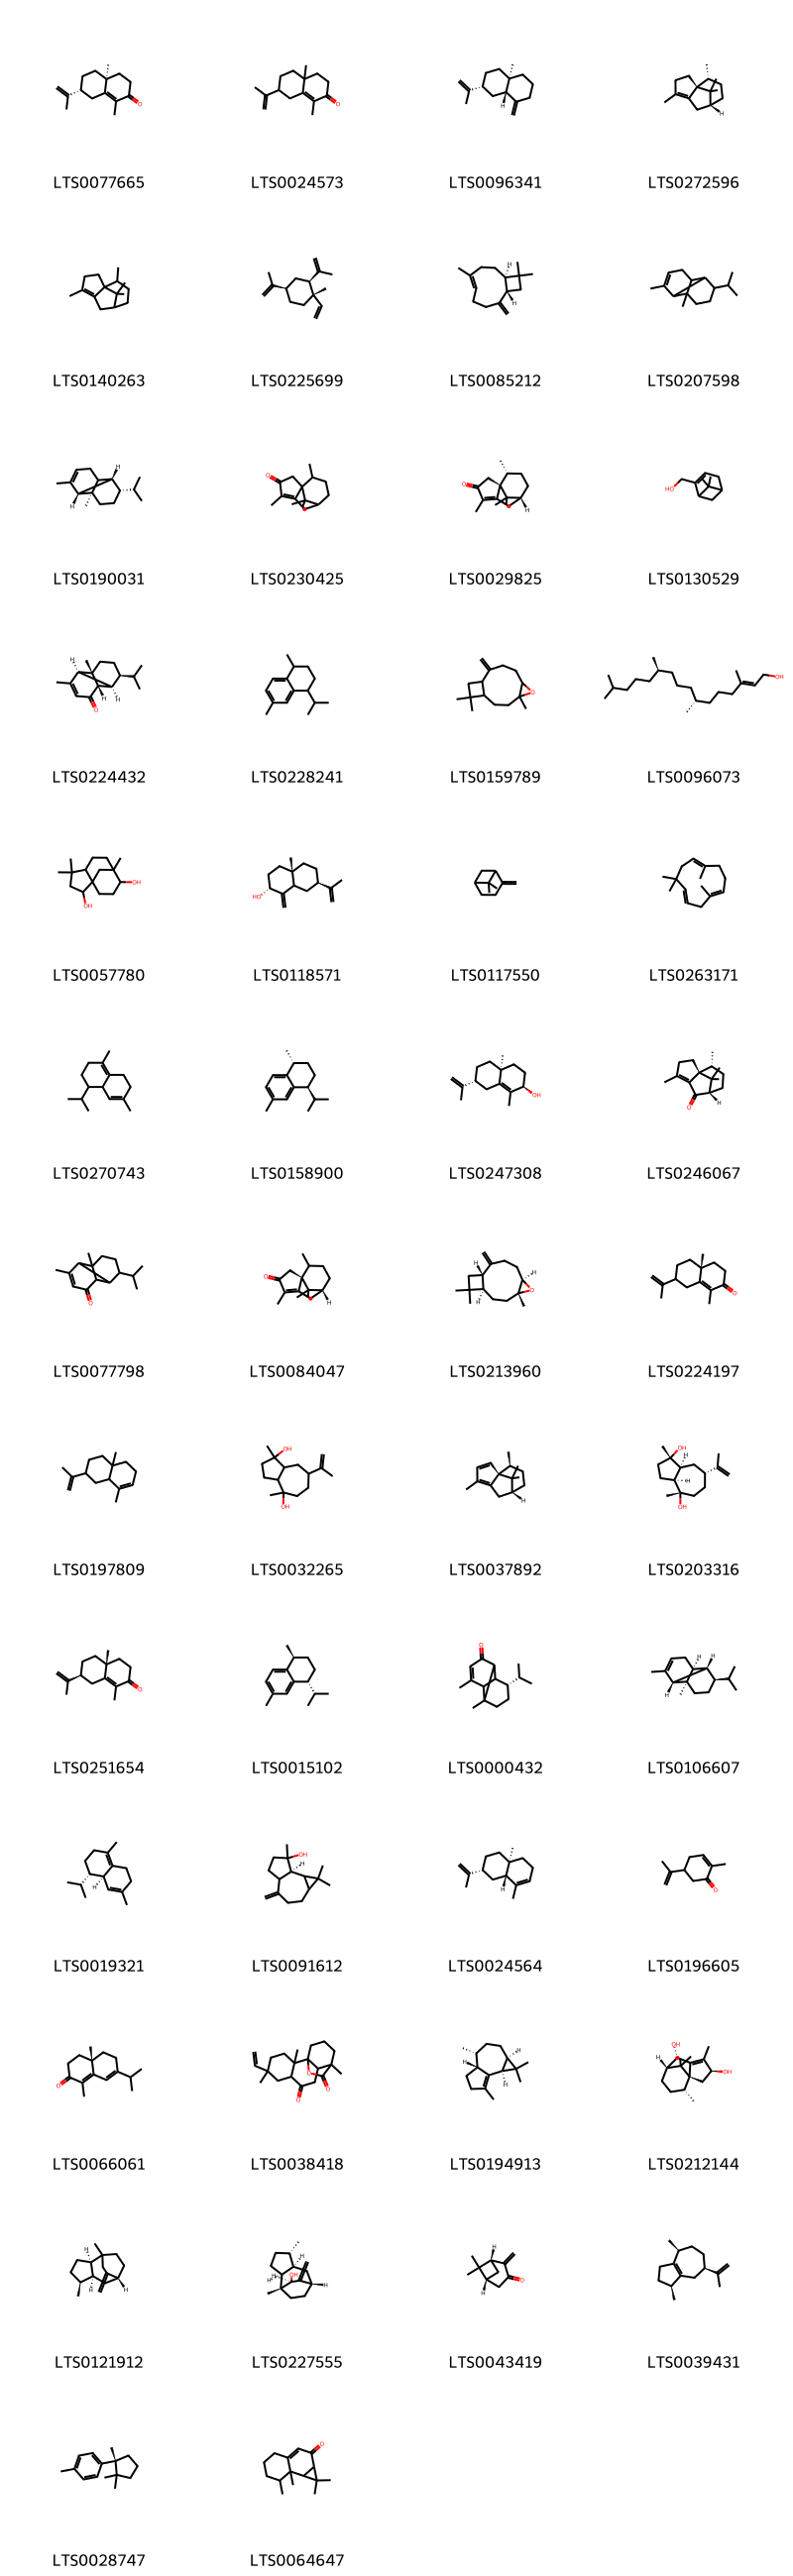 LTS0077665 LTS0024573 LTS0096341 LTS0272596
LTS0140263 LTS0225699 LTS0085212 LTS0207598
LTS0190031 LTS0230425 LTS0029825 LTS0130529
LTS0224432 LTS0228241 LTS0159789 LTS0096073
LTS0057780 LTS0118571 LTS0117550 LTS0263171
LTS0270743 LTS0158900 LTS0247308 LTS0246067
LTS0077798 LTS0084047 LTS0213960 LTS0224197
LTS0197809 LTS0032265 LTS0037892 LTS0203316
LTS0251654 LTS0015102 LTS0000432 LTS0106607
LTS0019321 LTS0091612 LTS0024564 LTS0196605
LTS0066061 LTS0038418 LTS0194913 LTS0212144
LTS0121912 LTS0227555 LTS0043419 LTS0039431
LTS0028747 LTS0064647